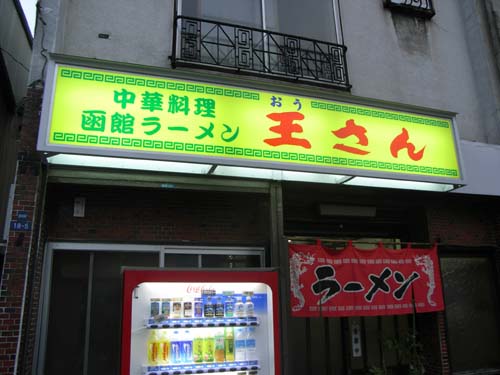 中華料理
函館ラーメン
おう
王さん
ラーメン